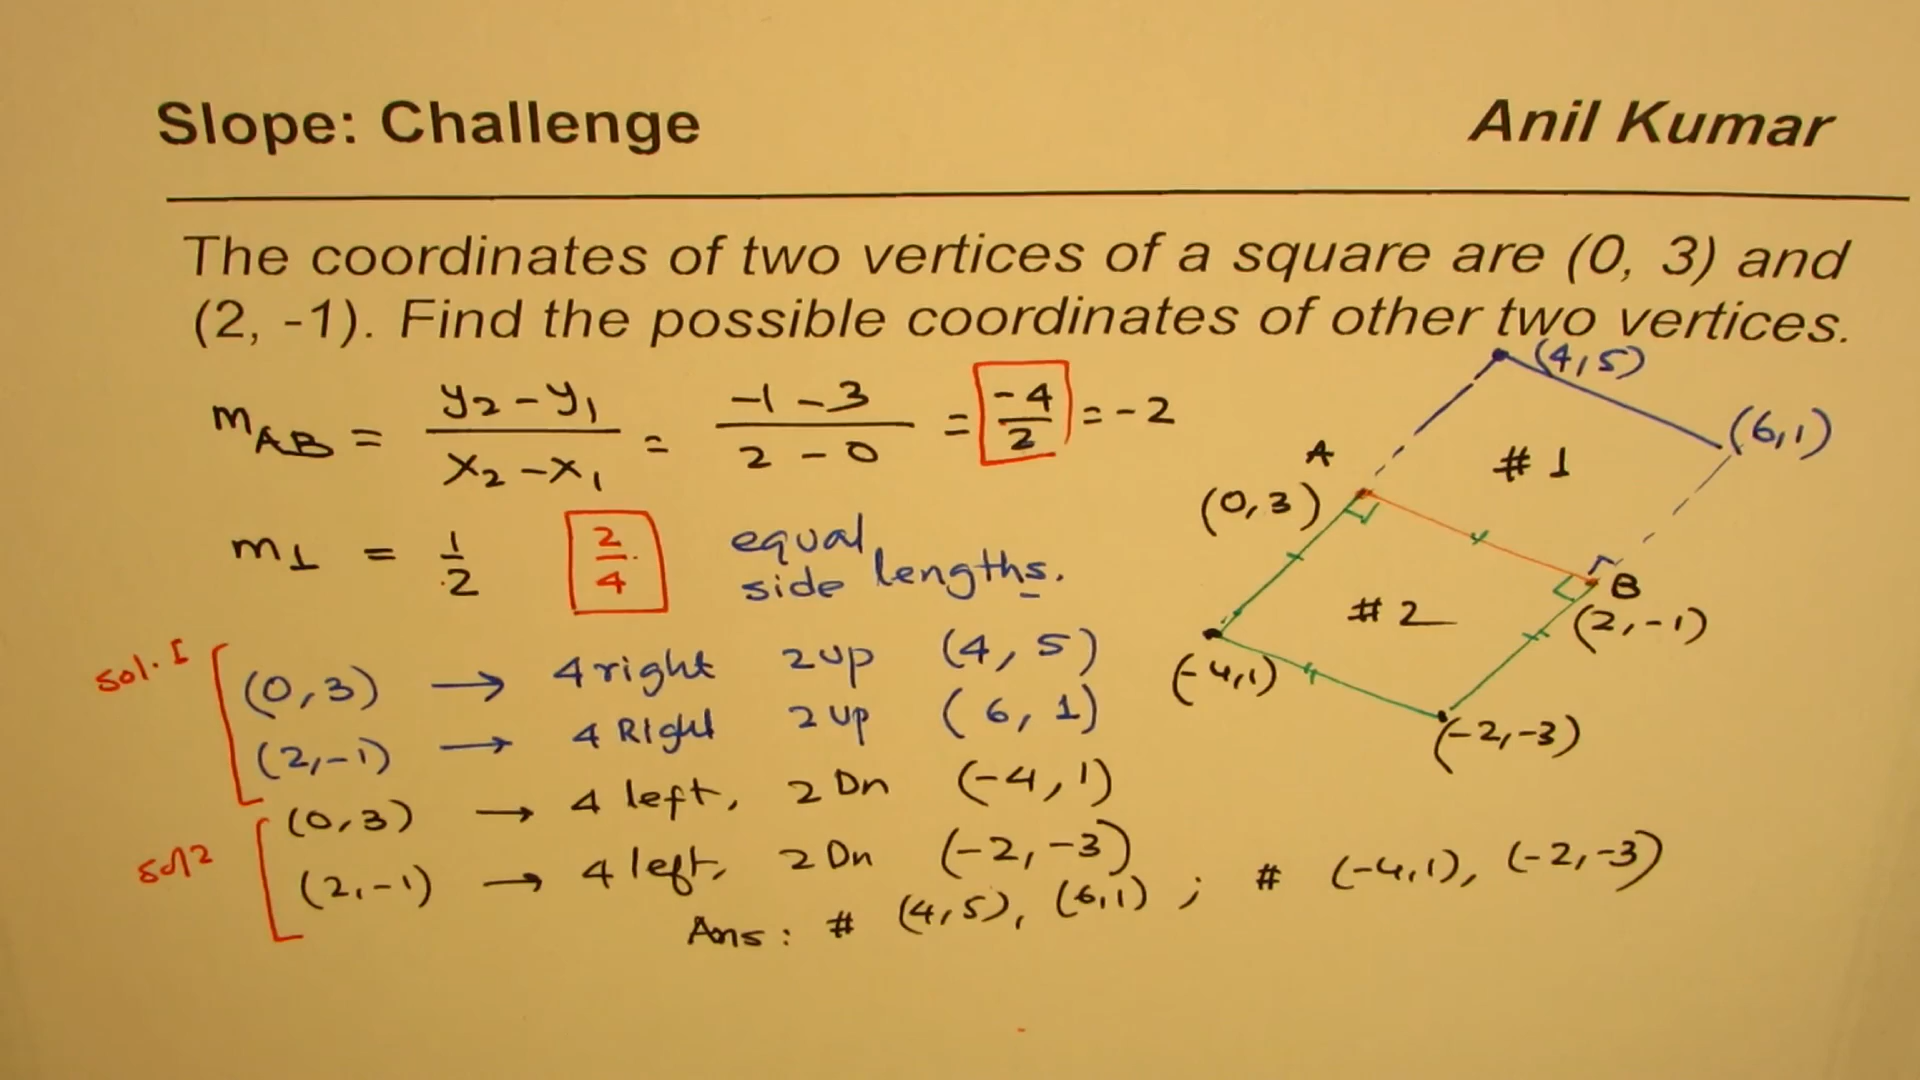 Slope: Challenge
Anil Kumar
The coordinates of two vertices of a square are (0, 3) and
(2, -1). Find the possible coordinates of other two vertices.
m_AB = (y₂ - y₁)/(x₂ - x₁) = (-1 - 3)/(2 - 0) = -4/2 = -2
m⊥ = 1/2 2/4 equal side lengths.
sol. I
(0,3) → 4 right 2 up (4, 5)
(2,-1) → 4 Right 2 up (6, 1)
sol 2
(0,3) → 4 left, 2 Dn (-4, 1)
(2,-1) → 4 left, 2 Dn (-2, -3)
Ans: # (4,5), (6,1) ; # (-4,1), (-2,-3)
(4,5)
(6,1)
# 1
A
(0,3)
B
(2,-1)
# 2
(-4,1)
(-2,-3)